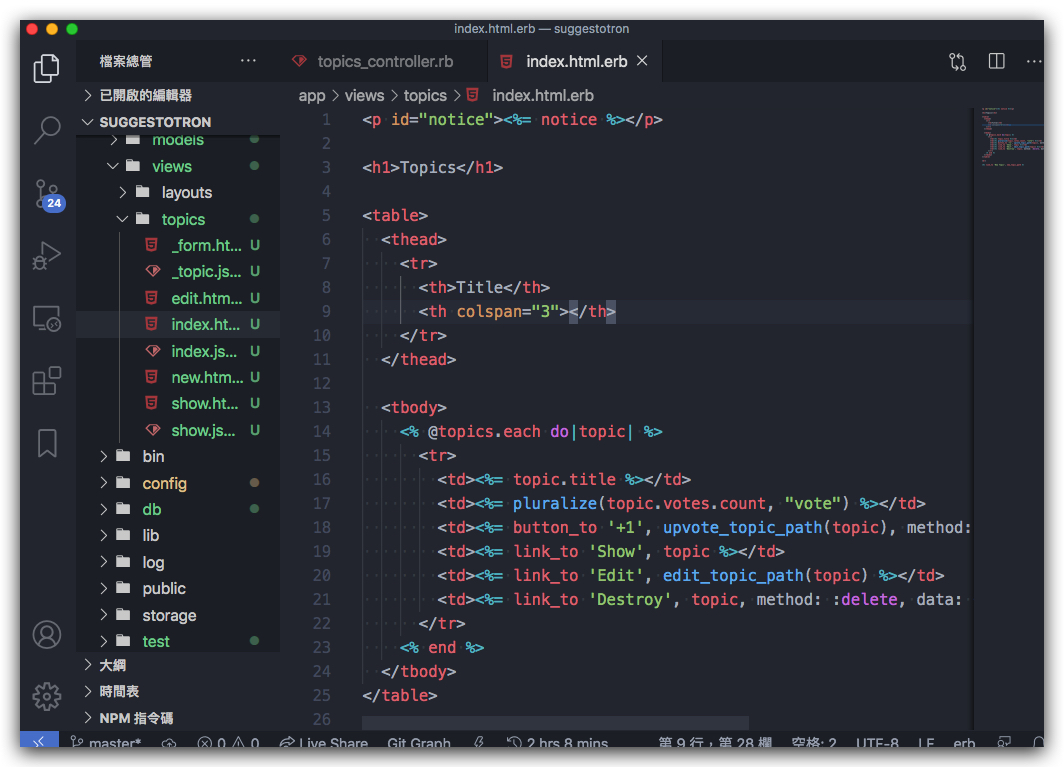 index.html.erb — suggestotron
檔案總管 ···
topics_controller.rb
index.html.erb
已開啟的編輯器
app > views > topics > index.html.erb
SUGGESTOTRON
models
views
layouts
topics
_form.ht... U
_topic.js... U
edit.htm... U
index.ht... U
index.js... U
new.htm... U
show.ht... U
show.js... U
bin
config
db
lib
log
public
storage
test
大綱
時間表
NPM 指令碼
24
1 <p id="notice"><%= notice %></p>
2
3 <h1>Topics</h1>
4
5 <table>
6 <thead>
7 <tr>
8 <th>Title</th>
9 <th colspan="3"></th>
10 </tr>
11 </thead>
12
13 <tbody>
14 <% @topics.each do|topic| %>
15 <tr>
16 <td><%= topic.title %></td>
17 <td><%= pluralize(topic.votes.count, "vote") %></td>
18 <td><%= button_to '+1', upvote_topic_path(topic), method:
19 <td><%= link_to 'Show', topic %></td>
20 <td><%= link_to 'Edit', edit_topic_path(topic) %></td>
21 <td><%= link_to 'Destroy', topic, method: :delete, data:
22 </tr>
23 <% end %>
24 </tbody>
25 </table>
26
master* 0 0 Live Share Git Graph 2 hrs 8 mins 第 9 行，第 28 欄 空格: 2 UTF-8 LF erb